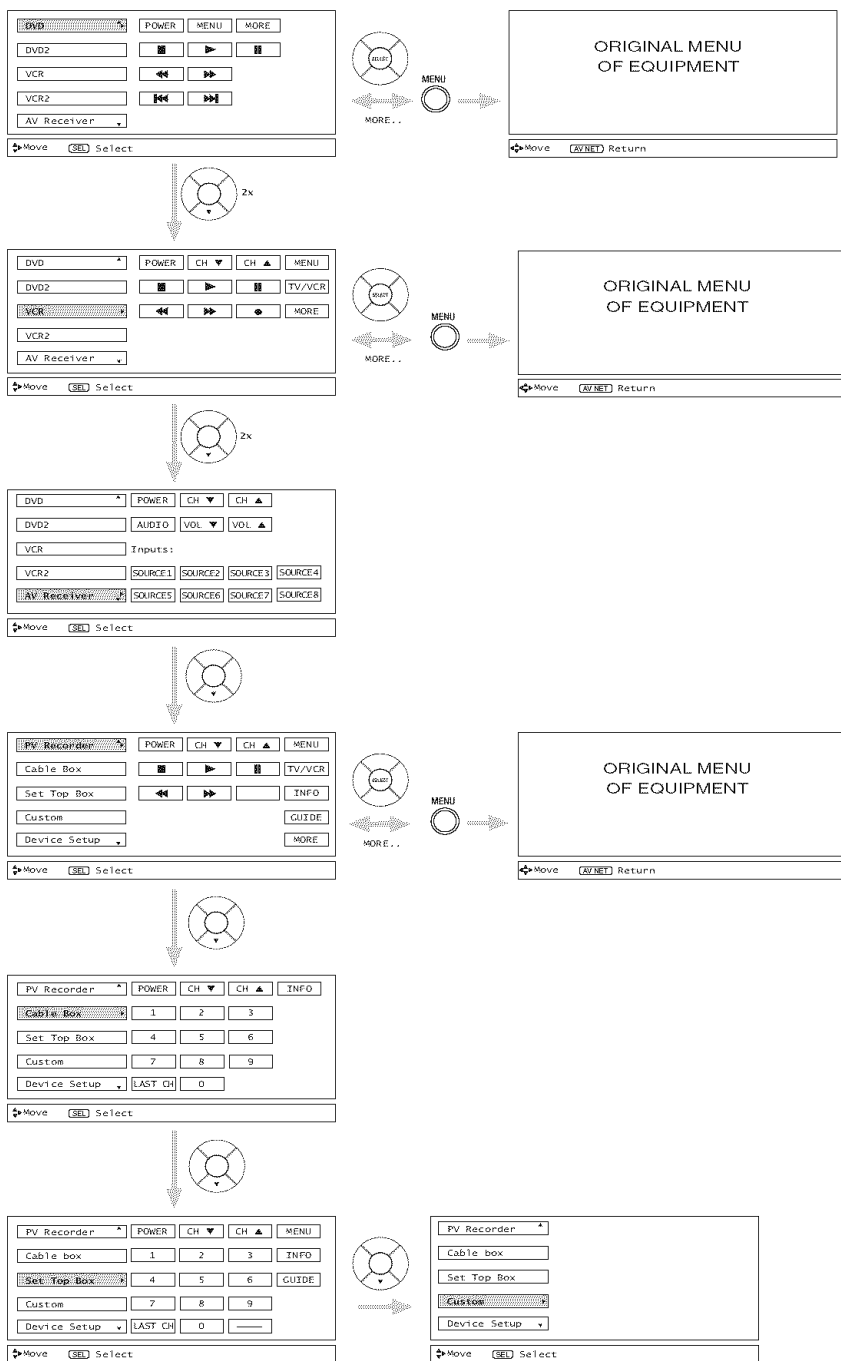 DVD POWER MENU MORE
DVD2
VCR
VCR2
AV Receiver
Move SEL Select
SELECT
MENU
MORE..
ORIGINAL MENU
OF EQUIPMENT
Move AV NET Return
2x
DVD POWER CH ▼ CH ▲ MENU
DVD2 TV/VCR
VCR MORE
VCR2
AV Receiver
Move SEL Select
SELECT
MENU
MORE..
ORIGINAL MENU
OF EQUIPMENT
Move AV NET Return
2x
DVD POWER CH ▼ CH ▲
DVD2 AUDIO VOL ▼ VOL ▲
VCR Inputs:
VCR2 SOURCE1 SOURCE2 SOURCE3 SOURCE4
AV Receiver SOURCE5 SOURCE6 SOURCE7 SOURCE8
Move SEL Select
PV Recorder POWER CH ▼ CH ▲ MENU
Cable Box TV/VCR
Set Top Box INFO
Custom GUIDE
Device Setup MORE
Move SEL Select
SELECT
MENU
MORE..
ORIGINAL MENU
OF EQUIPMENT
Move AV NET Return
PV Recorder POWER CH ▼ CH ▲ INFO
Cable Box 1 2 3
Set Top Box 4 5 6
Custom 7 8 9
Device Setup LAST CH 0
Move SEL Select
PV Recorder POWER CH ▼ CH ▲ MENU
Cable box 1 2 3 INFO
Set Top Box 4 5 6 GUIDE
Custom 7 8 9
Device Setup LAST CH 0 —
Move SEL Select
PV Recorder
Cable box
Set Top Box
Custom
Device Setup
Move SEL Select